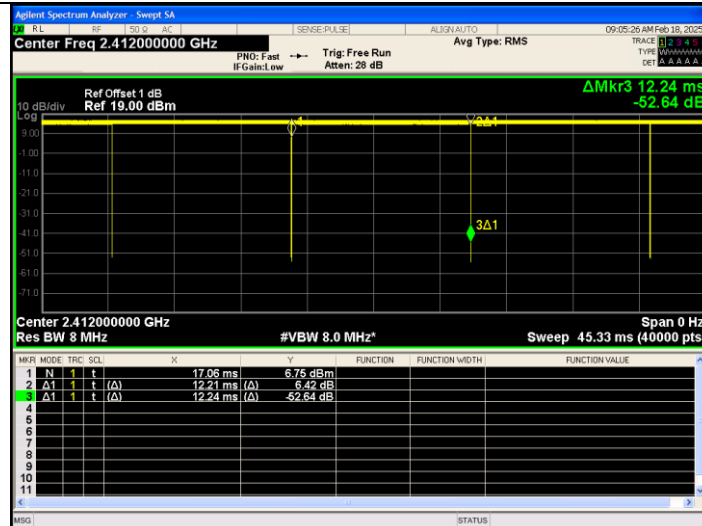 Agilent Spectrum Analyzer - Swept SA
RL RF 50 Ω AC SENSE:PULSE ALIGN AUTO 09:05:26 AM Feb 18, 2025
Center Freq 2.412000000 GHz Avg Type: RMS TRACE 1 2 3 4 5
PNO: Fast Trig: Free Run TYPE
IFGain:Low Atten: 28 dB DET A A A A A
Ref Offset 1 dB ΔMkr3 12.24 ms
10 dB/div Ref 19.00 dBm -52.64 dB
Log
1 2Δ1
9.00
-1.00
-11.0
-21.0
-31.0
3Δ1
-41.0
-51.0
-61.0
-71.0
Center 2.412000000 GHz Span 0 Hz
Res BW 8 MHz #VBW 8.0 MHz* Sweep 45.33 ms (40000 pts
MKR MODE TRC SCL X Y FUNCTION FUNCTION WIDTH FUNCTION VALUE
1 N 1 t 17.06 ms 6.75 dBm
2 Δ1 1 t (Δ) 12.21 ms (Δ) 6.42 dB
3 Δ1 1 t (Δ) 12.24 ms (Δ) -52.64 dB
4
5
6
7
8
9
10
11
MSG STATUS